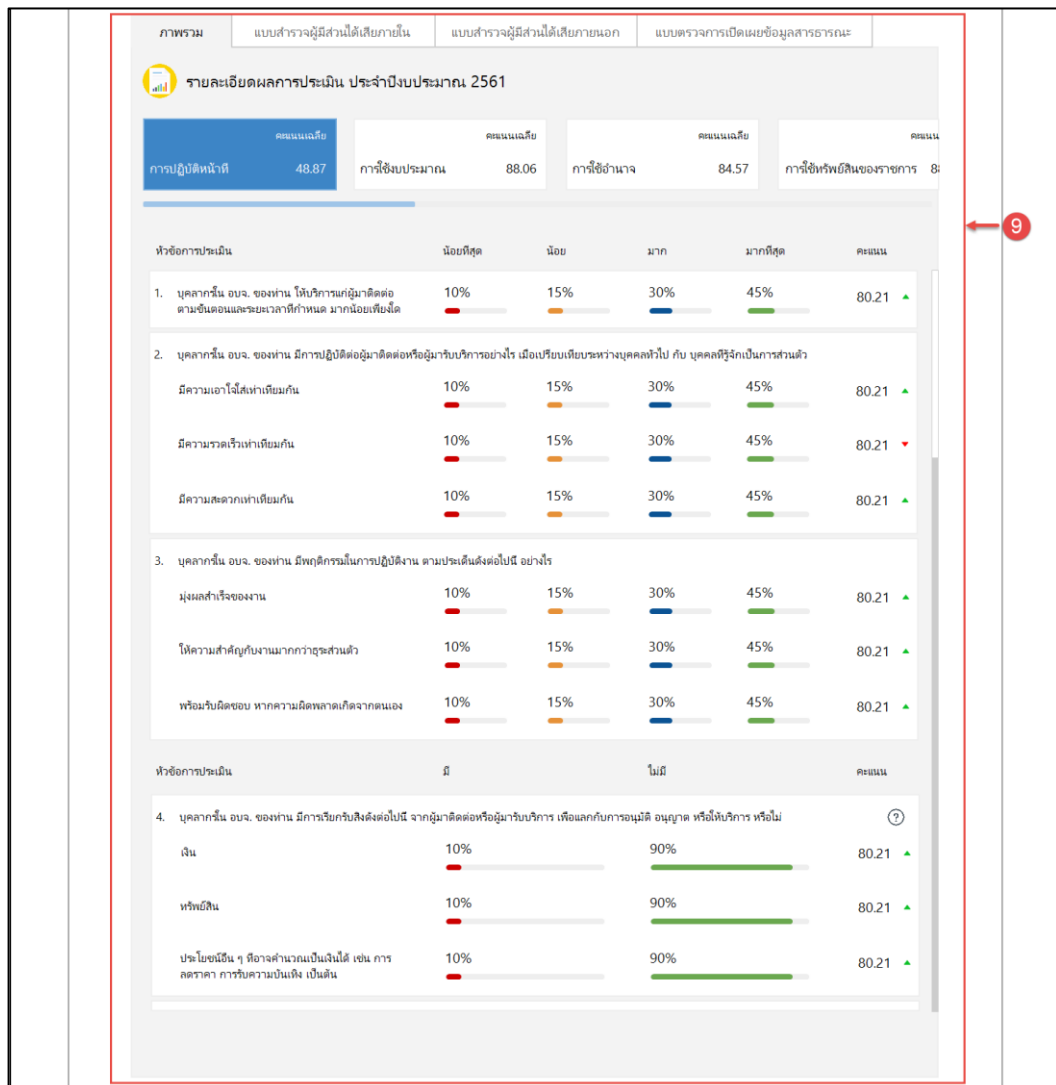 ภาพรวม แบบสำรวจผู้มีส่วนได้เสียภายใน แบบสำรวจผู้มีส่วนได้เสียภายนอก แบบตรวจการเปิดเผยข้อมูลสาธารณะ
รายละเอียดผลการประเมิน ประจำปีงบประมาณ 2561
คะแนนเฉลี่ย คะแนนเฉลี่ย คะแนนเฉลี่ย คะแนน
การปฏิบัติหน้าที่ 48.87 การใช้งบประมาณ 88.06 การใช้อำนาจ 84.57 การใช้ทรัพย์สินของราชการ
9
หัวข้อการประเมิน น้อยที่สุด น้อย มาก มากที่สุด คะแนน
1. บุคลากรใน อบจ. ของท่าน ให้บริการแก่ผู้มาติดต่อ 10% 15% 30% 45% 80.21
ตามขั้นตอนและระยะเวลาที่กำหนด มากน้อยเพียงใด
2. บุคลากรใน อบจ. ของท่าน มีการปฏิบัติต่อผู้มาติดต่อหรือผู้มารับบริการอย่างไร เมื่อเปรียบเทียบระหว่างบุคคลทั่วไป กับ บุคคลที่รู้จักเป็นการส่วนตัว
มีความเอาใจใส่เท่าเทียมกัน 10% 15% 30% 45% 80.21
มีความรวดเร็วเท่าเทียมกัน 10% 15% 30% 45% 80.21
มีความสะดวกเท่าเทียมกัน 10% 15% 30% 45% 80.21
3. บุคลากรใน อบจ. ของท่าน มีพฤติกรรมในการปฏิบัติงาน ตามประเด็นดังต่อไปนี้ อย่างไร
มุ่งผลสำเร็จของงาน 10% 15% 30% 45% 80.21
ให้ความสำคัญกับงานมากกว่าธุระส่วนตัว 10% 15% 30% 45% 80.21
พร้อมรับผิดชอบ หากความผิดพลาดเกิดจากตนเอง 10% 15% 30% 45% 80.21
หัวข้อการประเมิน มี ไม่มี คะแนน
4. บุคลากรใน อบจ. ของท่าน มีการเรียกรับสิ่งดังต่อไปนี้ จากผู้มาติดต่อหรือผู้มารับบริการ เพื่อแลกกับการอนุมัติ อนุญาต หรือให้บริการ หรือไม่ ?
เงิน 10% 90% 80.21
ทรัพย์สิน 10% 90% 80.21
ประโยชน์อื่น ๆ ที่อาจคำนวณเป็นเงินได้ เช่น การ 10% 90% 80.21
ลดราคา การรับความบันเทิง เป็นต้น